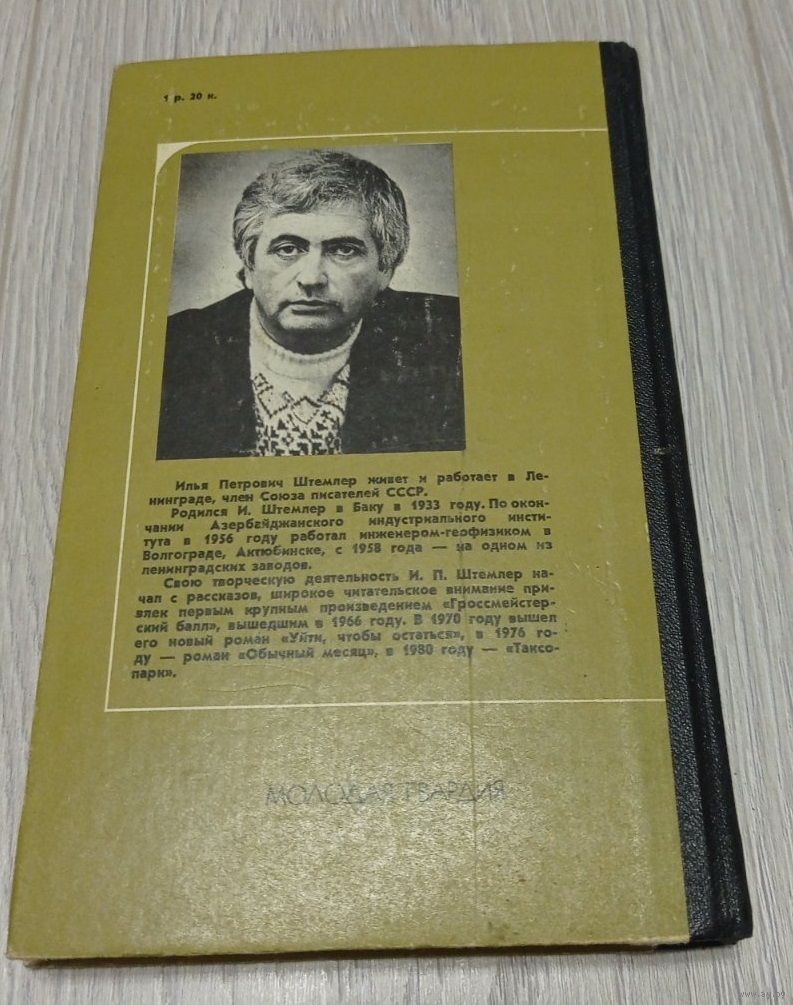 1 р. 20 к.
Илья Петрович Штемлер живет и работает в Ле-
нинграде, член Союза писателей СССР.
Родился И. Штемлер в Баку в 1933 году. По окон-
чании Азербайджанского индустриального инсти-
тута в 1956 году работал инженером-геофизиком в
Волгограде, Актюбинске, с 1958 года — на одном из
ленинградских заводов.
Свою творческую деятельность И. П. Штемлер на-
чал с рассказов, широкое читательское внимание при-
влек первым крупным произведением «Гроссмейстер-
ский балл», вышедшим в 1966 году. В 1970 году вышел
его новый роман «Уйти, чтобы остаться», в 1976 го-
ду — роман «Обычный месяц», в 1980 году — «Таксо-
парк».
МОЛОДАЯ ГВАРДИЯ
www.ay.by